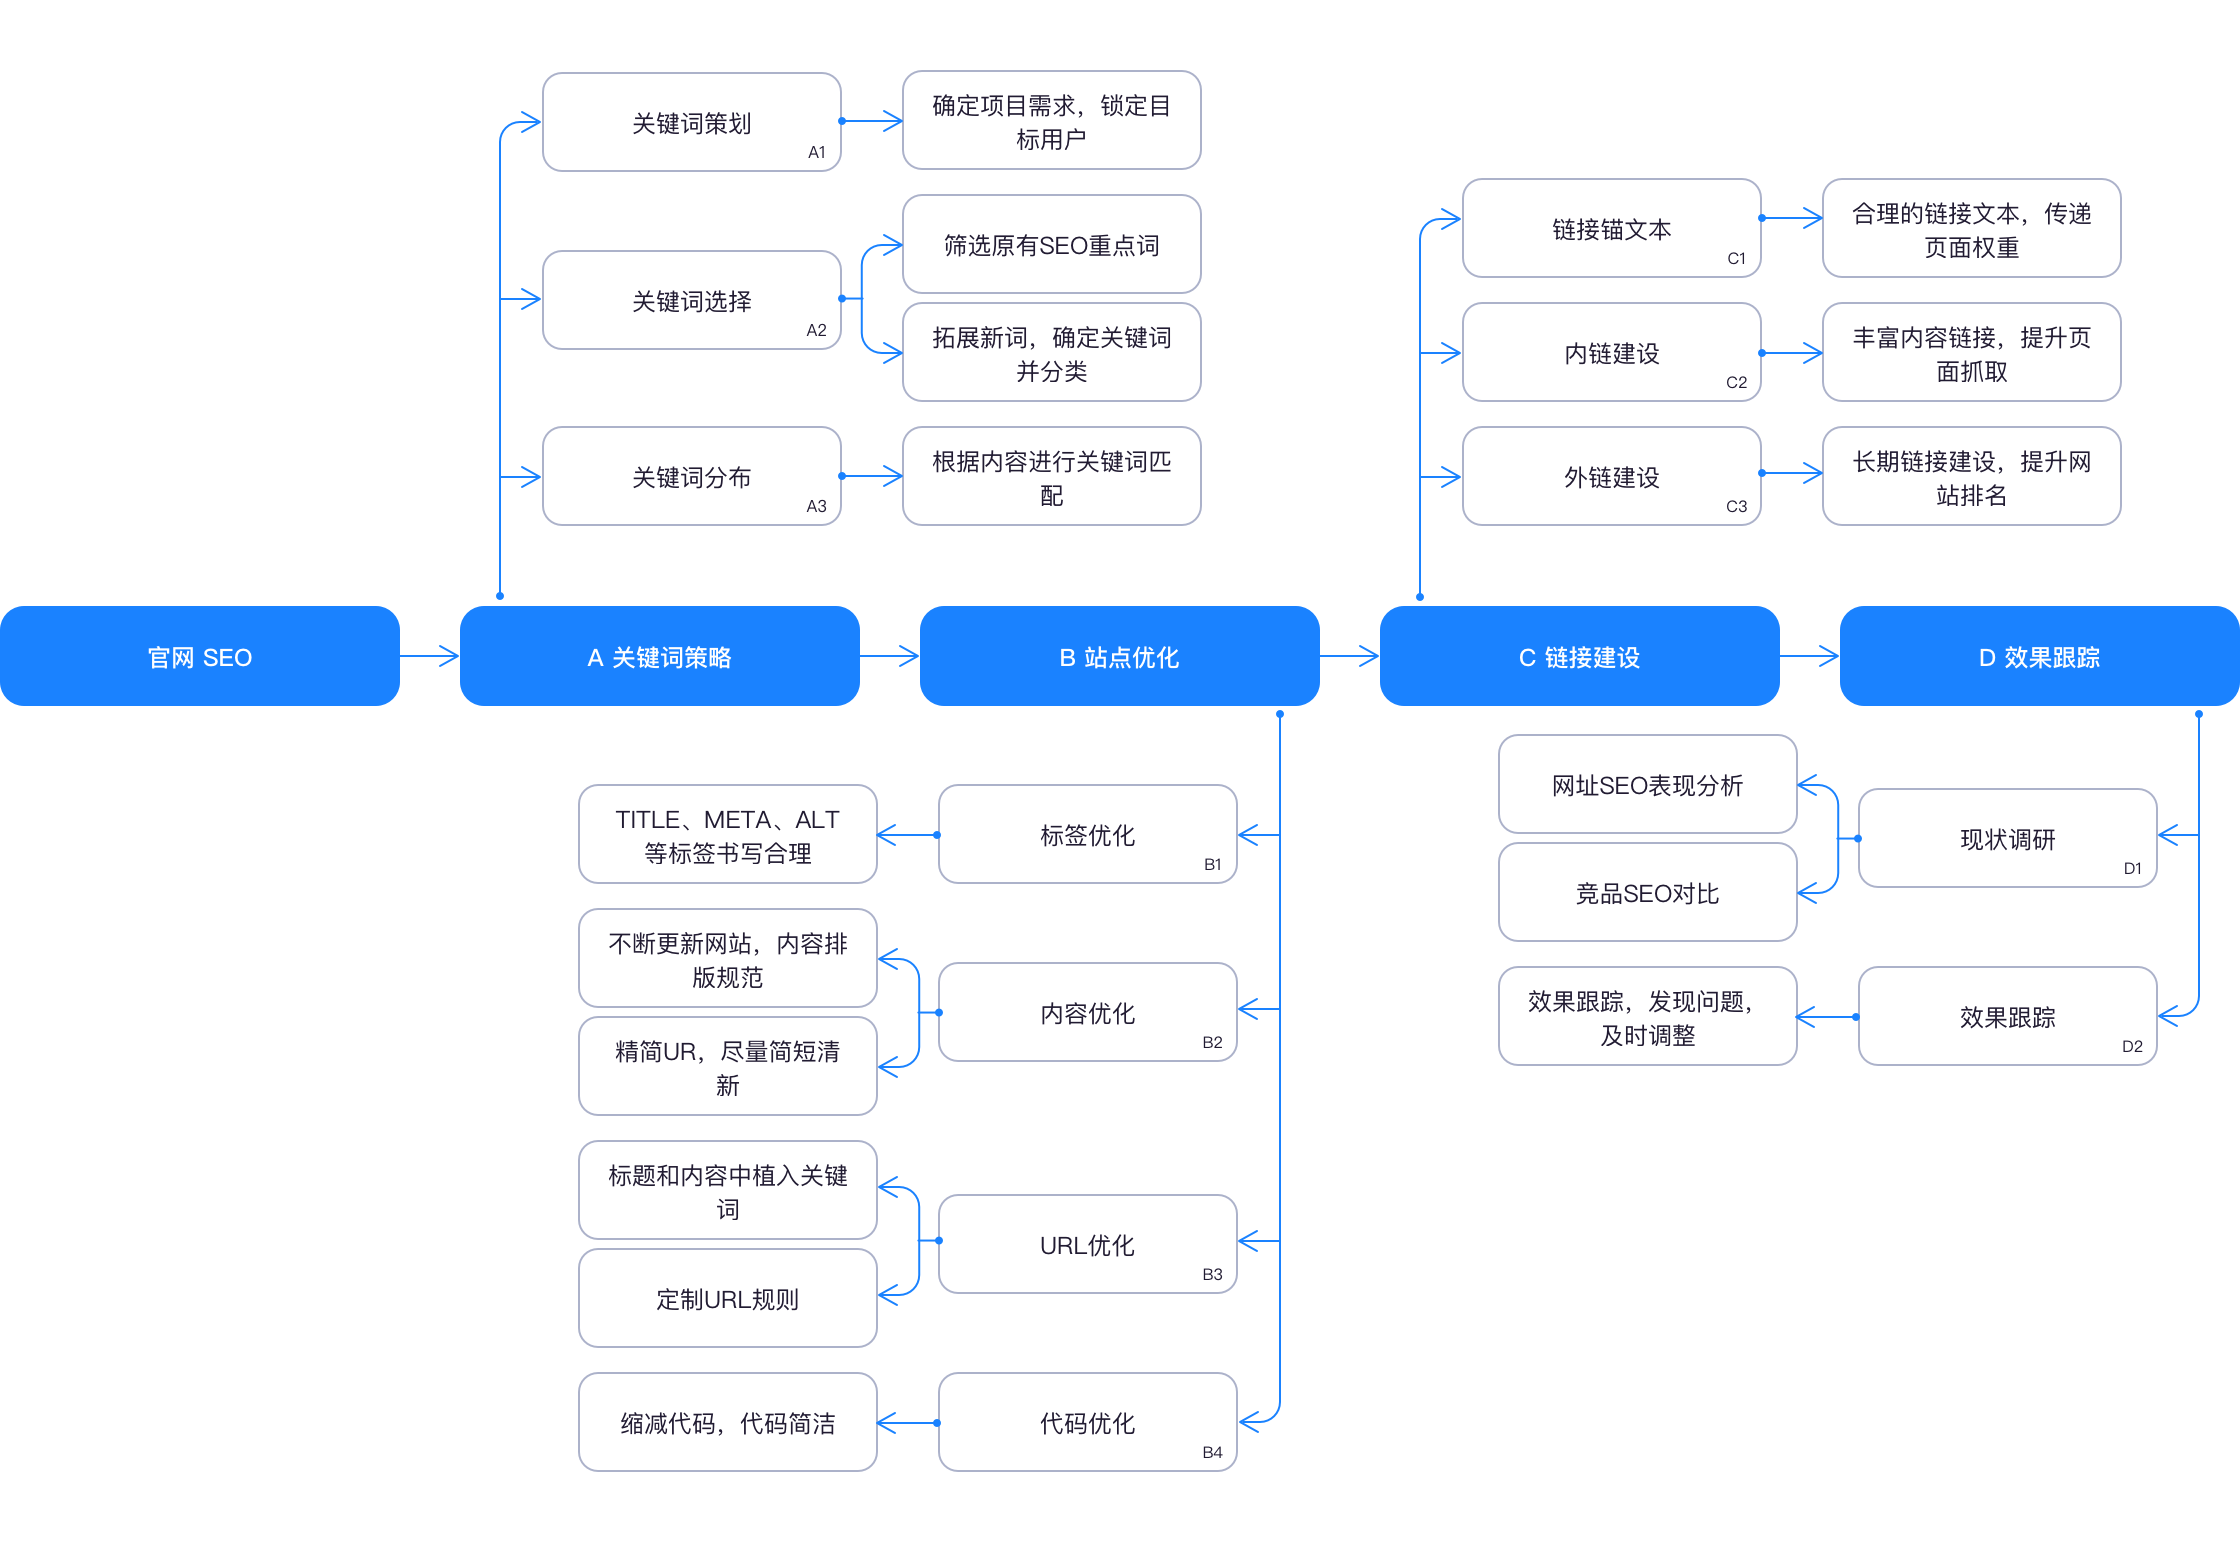 关键词策划
A1
确定项目需求，锁定目
标用户
关键词选择
A2
筛选原有SEO重点词
拓展新词，确定关键词
并分类
关键词分布
A3
根据内容进行关键词匹
配
链接锚文本
C1
合理的链接文本，传递
页面权重
内链建设
C2
丰富内容链接，提升页
面抓取
外链建设
C3
长期链接建设，提升网
站排名
官网 SEO
A 关键词策略
B 站点优化
C 链接建设
D 效果跟踪
TITLE、META、ALT
等标签书写合理
标签优化
B1
不断更新网站，内容排
版规范
精简UR，尽量简短清
新
内容优化
B2
标题和内容中植入关键
词
定制URL规则
URL优化
B3
缩减代码，代码简洁
代码优化
B4
网址SEO表现分析
竞品SEO对比
现状调研
D1
效果跟踪，发现问题，
及时调整
效果跟踪
D2